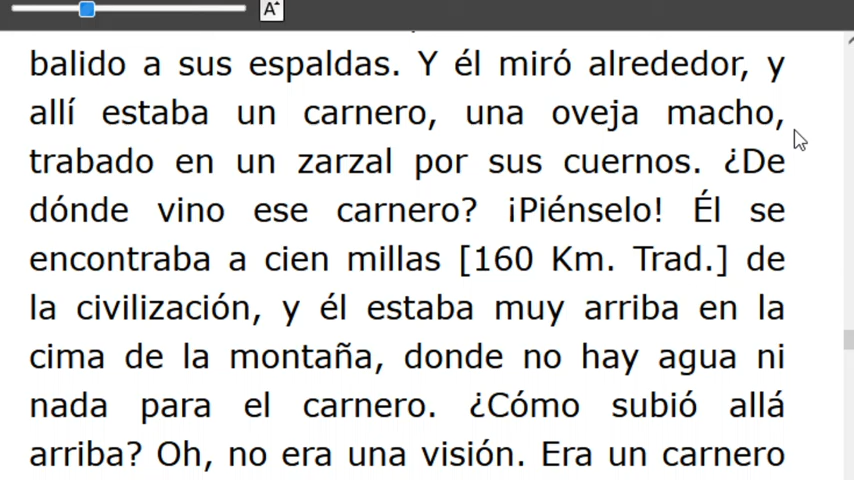 A
balido a sus espaldas. Y él miró alrededor, y
allí estaba un carnero, una oveja macho,
trabado en un zarzal por sus cuernos. ¿De
dónde vino ese carnero? ¡Piénselo! Él se
encontraba a cien millas [160 Km. Trad.] de
la civilización, y él estaba muy arriba en la
cima de la montaña, donde no hay agua ni
nada para el carnero. ¿Cómo subió allá
arriba? Oh, no era una visión. Era un carnero